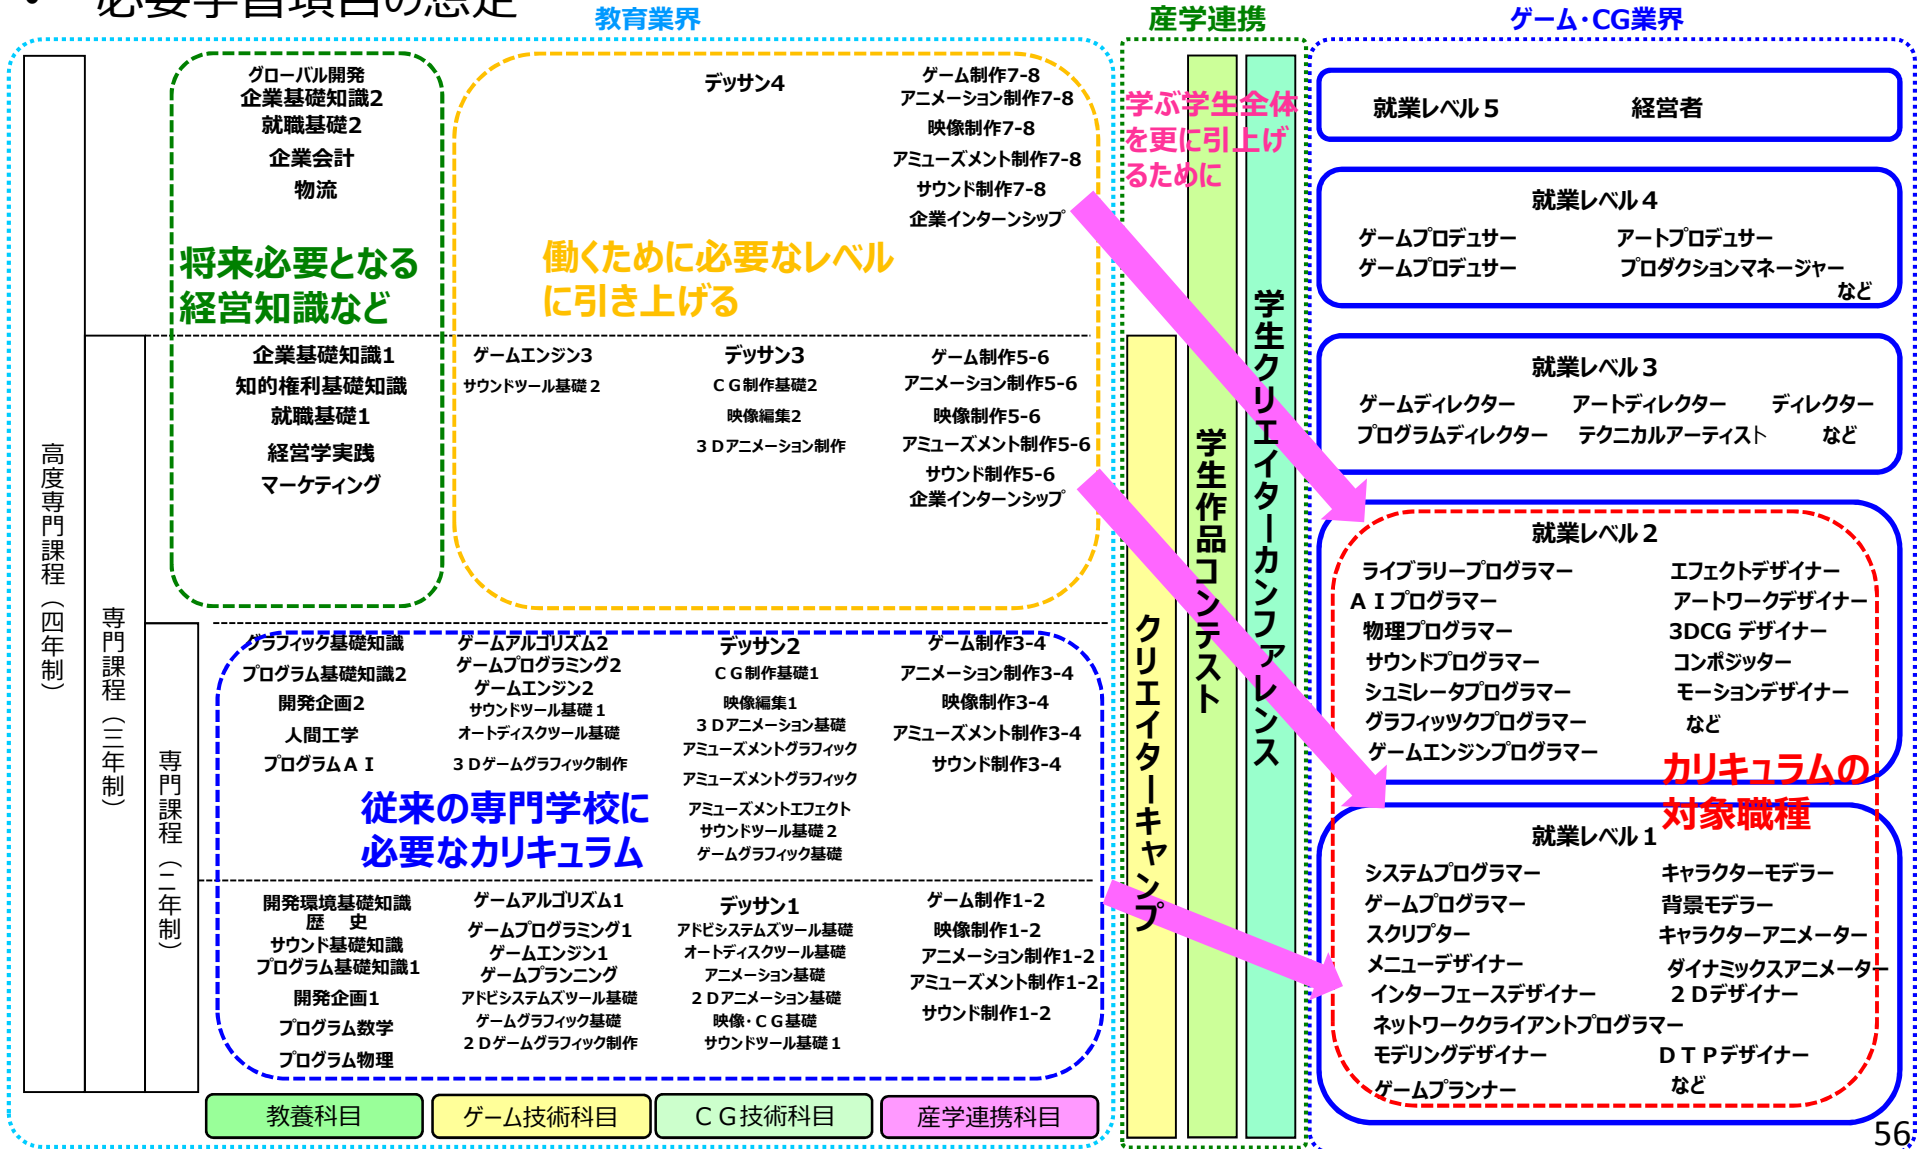 • 必要学習項目の想定
教育業界
産学連携
ゲーム・CG業界
高度専門課程（四年制）
専門課程（三年制）
専門課程（二年制）
グローバル開発
企業基礎知識2
就職基礎2
企業会計
物流
将来必要となる
経営知識など
デッサン4
ゲーム制作7-8
アニメーション制作7-8
映像制作7-8
アミューズメント制作7-8
サウンド制作7-8
企業インターンシップ
働くために必要なレベル
に引き上げる
企業基礎知識1
知的権利基礎知識
就職基礎1
経営学実践
マーケティング
ゲームエンジン3
サウンドツール基礎２
デッサン3
ＣＧ制作基礎2
映像編集2
３Ｄアニメーション制作
ゲーム制作5-6
アニメーション制作5-6
映像制作5-6
アミューズメント制作5-6
サウンド制作5-6
企業インターンシップ
グラフィック基礎知識
プログラム基礎知識2
開発企画2
人間工学
プログラムＡＩ
ゲームアルゴリズム2
ゲームプログラミング2
ゲームエンジン2
サウンドツール基礎１
オートディスクツール基礎
３Ｄゲームグラフィック制作
デッサン2
ＣＧ制作基礎1
映像編集1
３Ｄアニメーション基礎
アミューズメントグラフィック
アミューズメントグラフィック
アミューズメントエフェクト
サウンドツール基礎２
ゲームグラフィック基礎
ゲーム制作3-4
アニメーション制作3-4
映像制作3-4
アミューズメント制作3-4
サウンド制作3-4
従来の専門学校に
必要なカリキュラム
開発環境基礎知識
歴　史
サウンド基礎知識
プログラム基礎知識1
開発企画1
プログラム数学
プログラム物理
ゲームアルゴリズム1
ゲームプログラミング1
ゲームエンジン1
ゲームプランニング
アドビシステムズツール基礎
ゲームグラフィック基礎
２Ｄゲームグラフィック制作
デッサン1
アドビシステムズツール基礎
オートディスクツール基礎
アニメーション基礎
２Ｄアニメーション基礎
映像・ＣＧ基礎
サウンドツール基礎１
ゲーム制作1-2
映像制作1-2
アニメーション制作1-2
アミューズメント制作1-2
サウンド制作1-2
教養科目
ゲーム技術科目
ＣＧ技術科目
産学連携科目
学ぶ学生全体
を更に引上げ
るために
クリエイターキャンプ
学生作品コンテスト
学生クリエイターカンファレンス
就業レベル５　経営者
就業レベル４
ゲームプロデュサー　アートプロデュサー
ゲームプロデュサー　プロダクションマネージャー
など
就業レベル３
ゲームディレクター　アートディレクター　ディレクター
プログラムディレクター　テクニカルアーティスト　など
就業レベル２
ライブラリープログラマー　エフェクトデザイナー
ＡＩプログラマー　アートワークデザイナー
物理プログラマー　3DCG デザイナー
サウンドプログラマー　コンポジッター
シュミレータプログラマー　モーションデザイナー
グラフィッツクプログラマー　など
ゲームエンジンプログラマー
カリキュラムの
対象職種
就業レベル１
システムプログラマー　キャラクターモデラー
ゲームプログラマー　背景モデラー
スクリプター　キャラクターアニメーター
メニューデザイナー　ダイナミックスアニメーター
インターフェースデザイナー　２Ｄデザイナー
ネットワーククライアントプログラマー
モデリングデザイナー　ＤＴＰデザイナー
ゲームプランナー　など
56